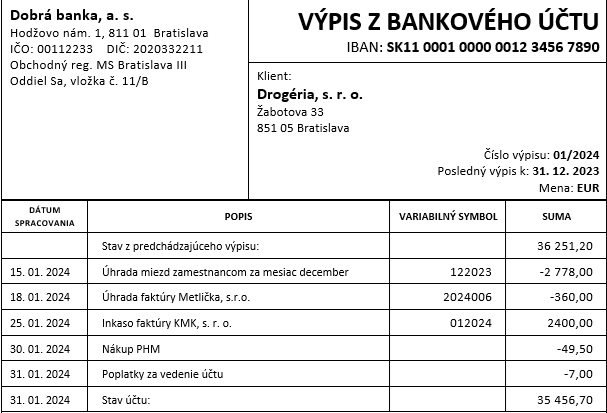 Dobrá banka, a. s.
Hodžovo nám. 1, 811 01 Bratislava
IČO: 00112233 DIČ: 2020332211
Obchodný reg. MS Bratislava III
Oddiel Sa, vložka č. 11/B
VÝPIS Z BANKOVÉHO ÚČTU
IBAN: SK11 0001 0000 0012 3456 7890
Klient:
Drogéria, s. r. o.
Žabotova 33
851 05 Bratislava
Číslo výpisu: 01/2024
Posledný výpis k: 31. 12. 2023
Mena: EUR
DÁTUM SPRACOVANIA POPIS VARIABILNÝ SYMBOL SUMA
Stav z predchádzajúceho výpisu: 36 251,20
15. 01. 2024 Úhrada miezd zamestnancom za mesiac december 122023 -2 778,00
18. 01. 2024 Úhrada faktúry Metlička, s.r.o. 2024006 -360,00
25. 01. 2024 Inkaso faktúry KMK, s. r. o. 012024 2400,00
30. 01. 2024 Nákup PHM -49,50
31. 01. 2024 Poplatky za vedenie účtu -7,00
31. 01. 2024 Stav účtu: 35 456,70